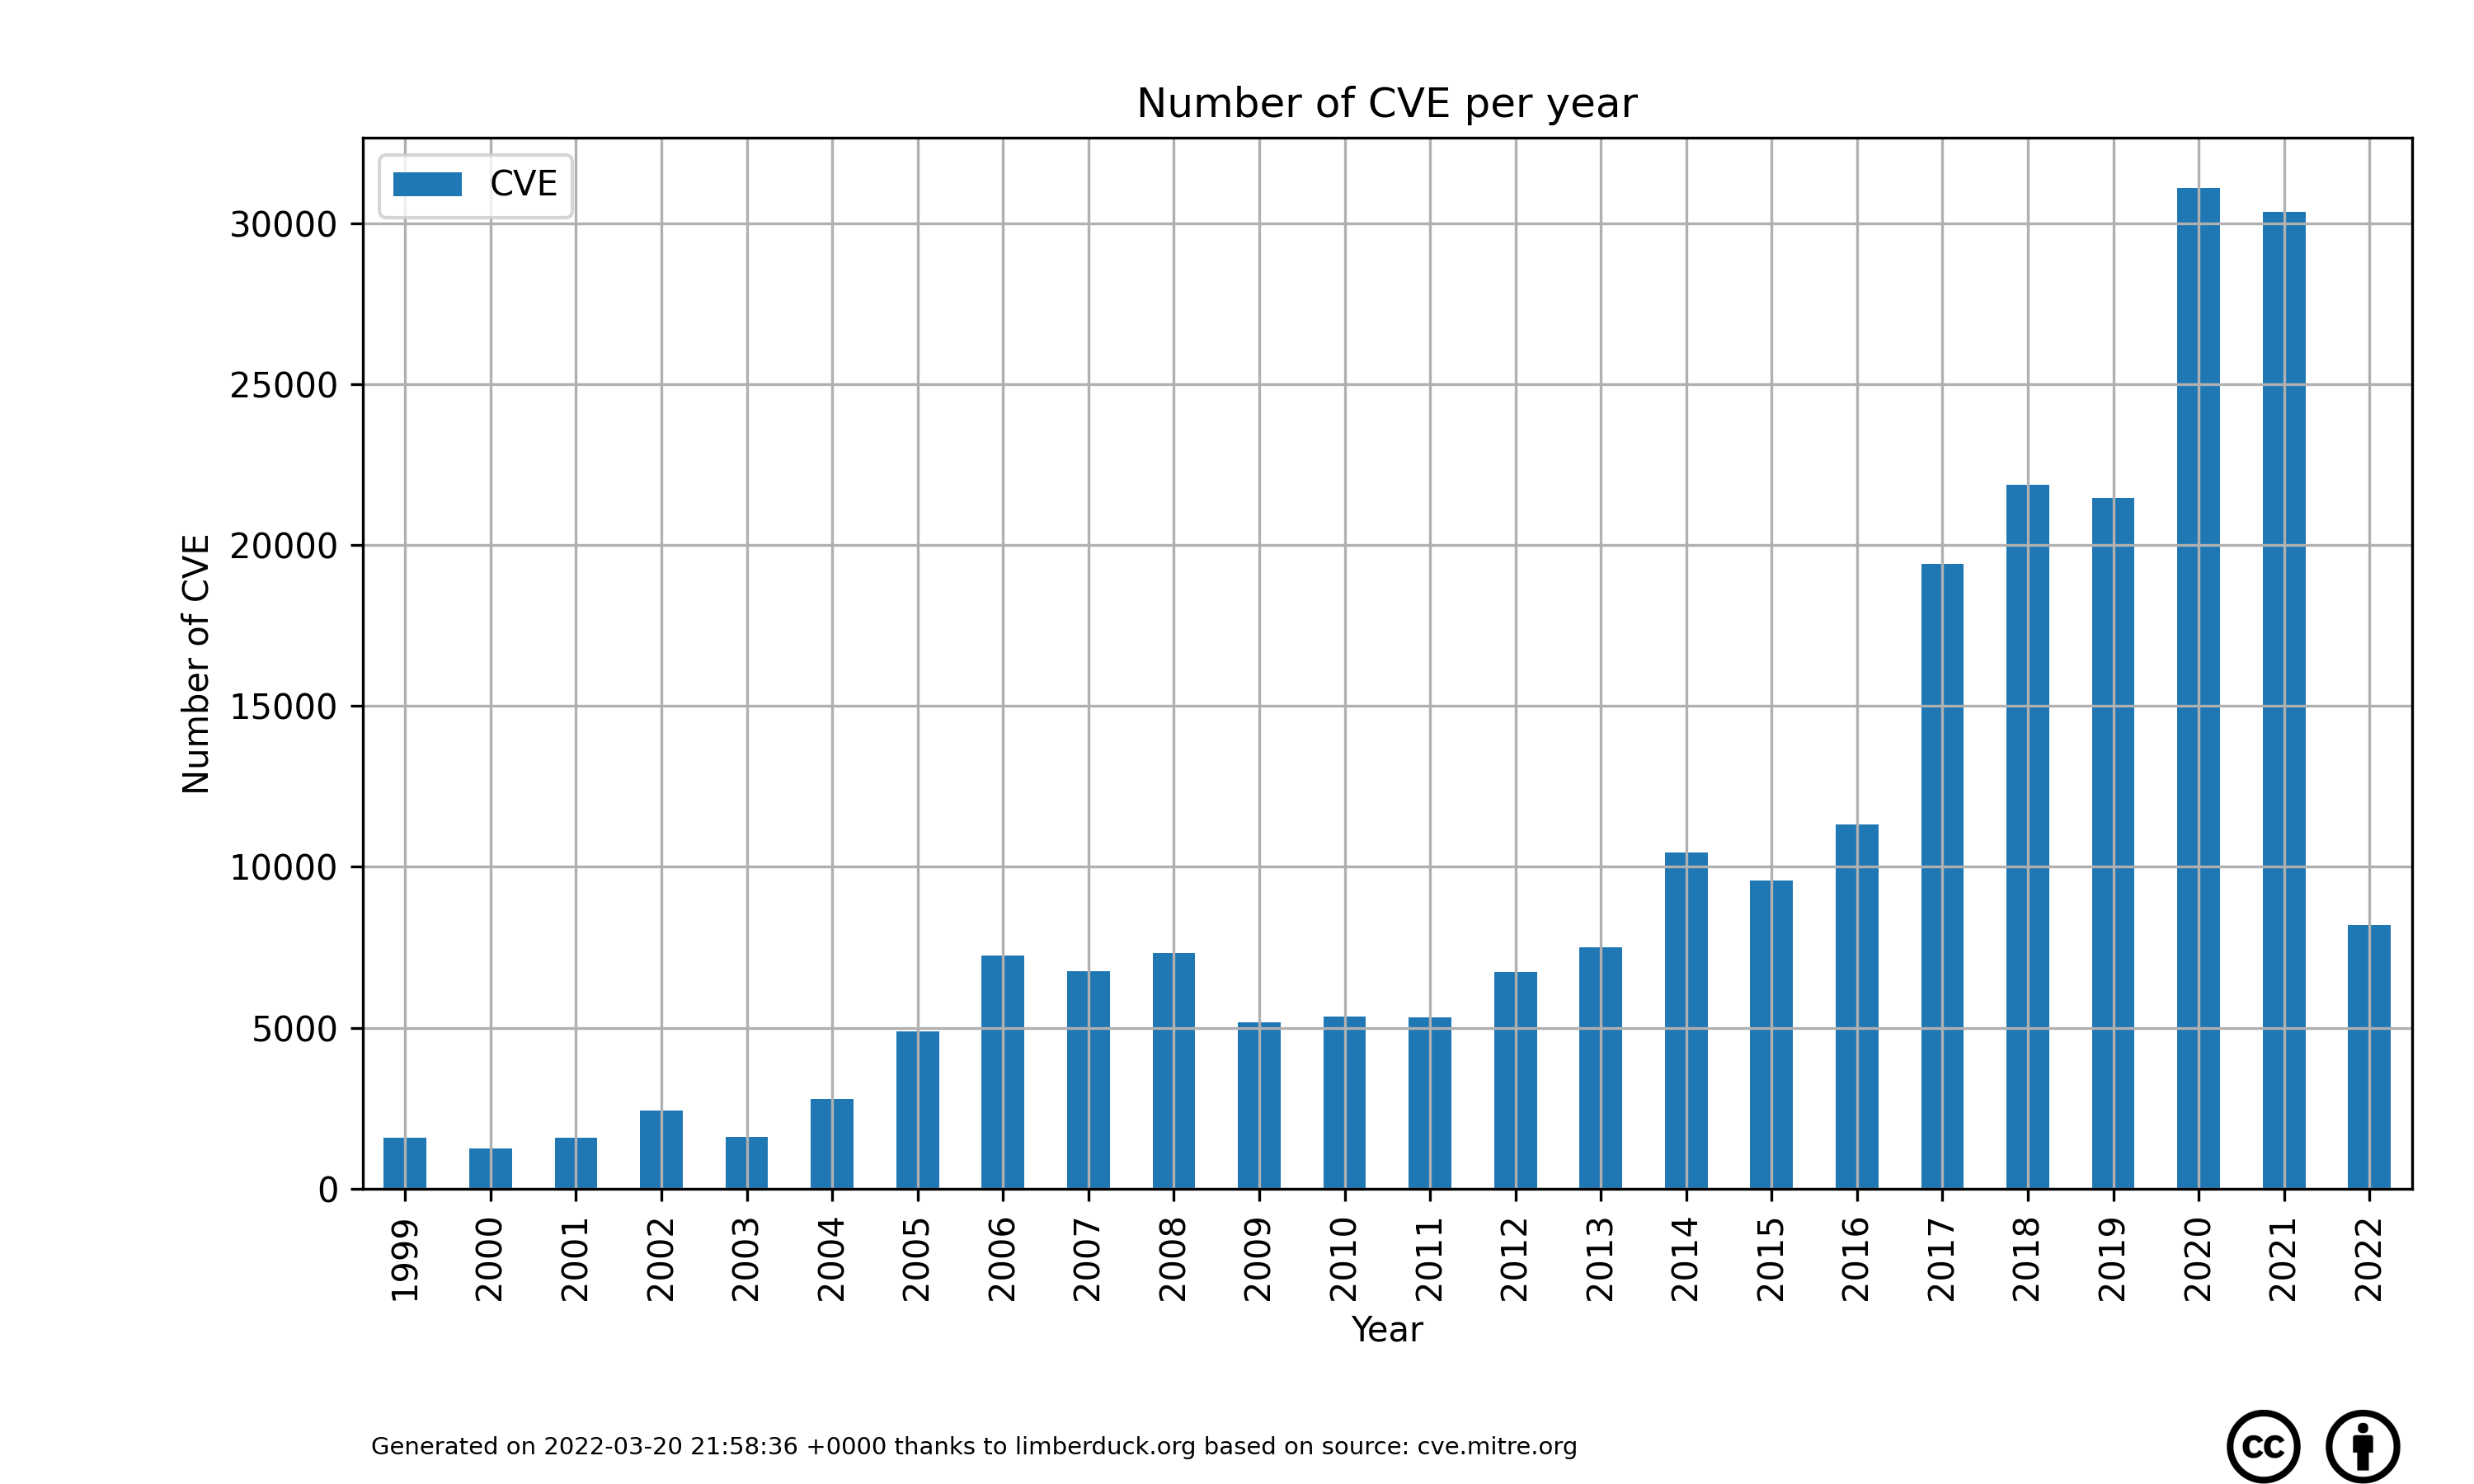 Number of CVE per year
CVE
30000
25000
20000
15000
10000
5000
0
Number of CVE
1999 2000 2001 2002 2003 2004 2005 2006 2007 2008 2009 2010 2011 2012 2013 2014 2015 2016 2017 2018 2019 2020 2021 2022
Year
Generated on 2022-03-20 21:58:36 +0000 thanks to limberduck.org based on source: cve.mitre.org
cc